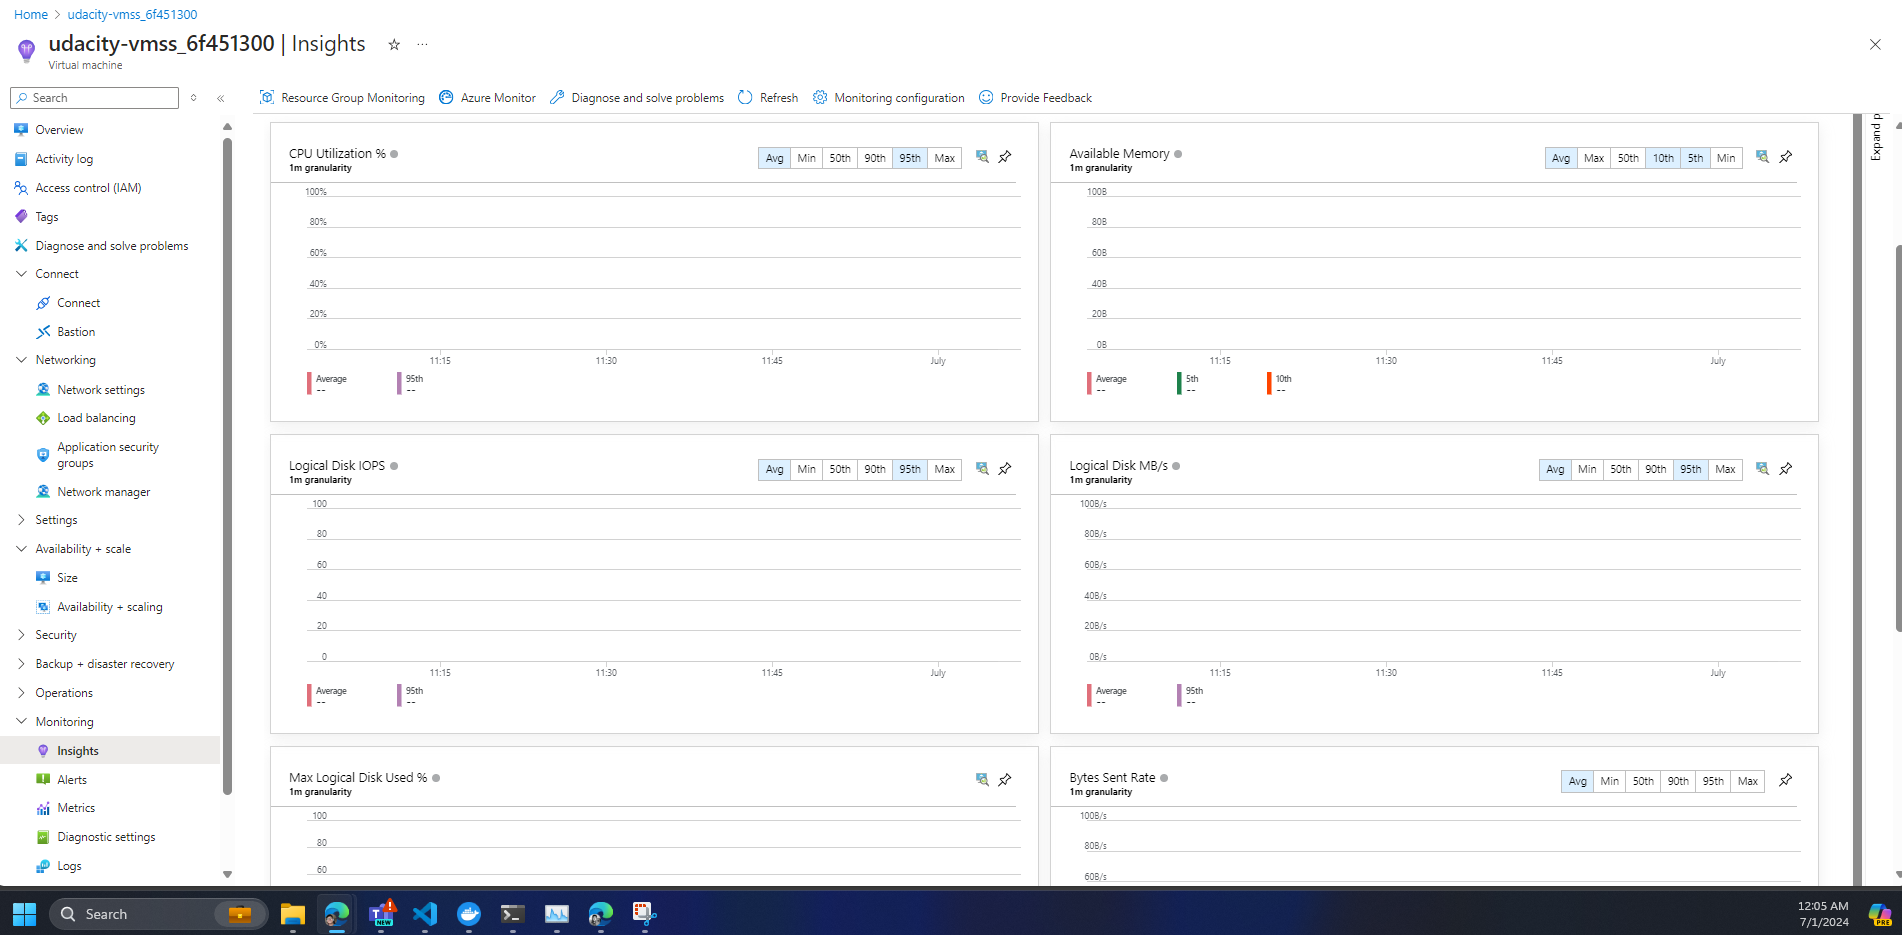 Home > udacity-vmss_6f451300
udacity-vmss_6f451300 | Insights
Virtual machine
Search
Resource Group Monitoring
Azure Monitor
Diagnose and solve problems
Refresh
Monitoring configuration
Provide Feedback
Overview
Activity log
Access control (IAM)
Tags
Diagnose and solve problems
Connect
Connect
Bastion
Networking
Network settings
Load balancing
Application security
groups
Network manager
Settings
Availability + scale
Size
Availability + scaling
Security
Backup + disaster recovery
Operations
Monitoring
Insights
Alerts
Metrics
Diagnostic settings
Logs
CPU Utilization %
1m granularity
Avg Min 50th 90th 95th Max
100%
80%
60%
40%
20%
0%
11:15 11:30 11:45 July
Average 95th
-- --
Available Memory
1m granularity
Avg Max 50th 10th 5th Min
100B
80B
60B
40B
20B
0B
11:15 11:30 11:45 July
Average 5th 10th
-- -- --
Logical Disk IOPS
1m granularity
Avg Min 50th 90th 95th Max
100
80
60
40
20
0
11:15 11:30 11:45 July
Average 95th
-- --
Logical Disk MB/s
1m granularity
Avg Min 50th 90th 95th Max
100B/s
80B/s
60B/s
40B/s
20B/s
0B/s
11:15 11:30 11:45 July
Average 95th
-- --
Max Logical Disk Used %
1m granularity
100
80
60
Bytes Sent Rate
1m granularity
Avg Min 50th 90th 95th Max
100B/s
80B/s
60B/s
Expand p
Search
NEW
12:05 AM
7/1/2024
PRE